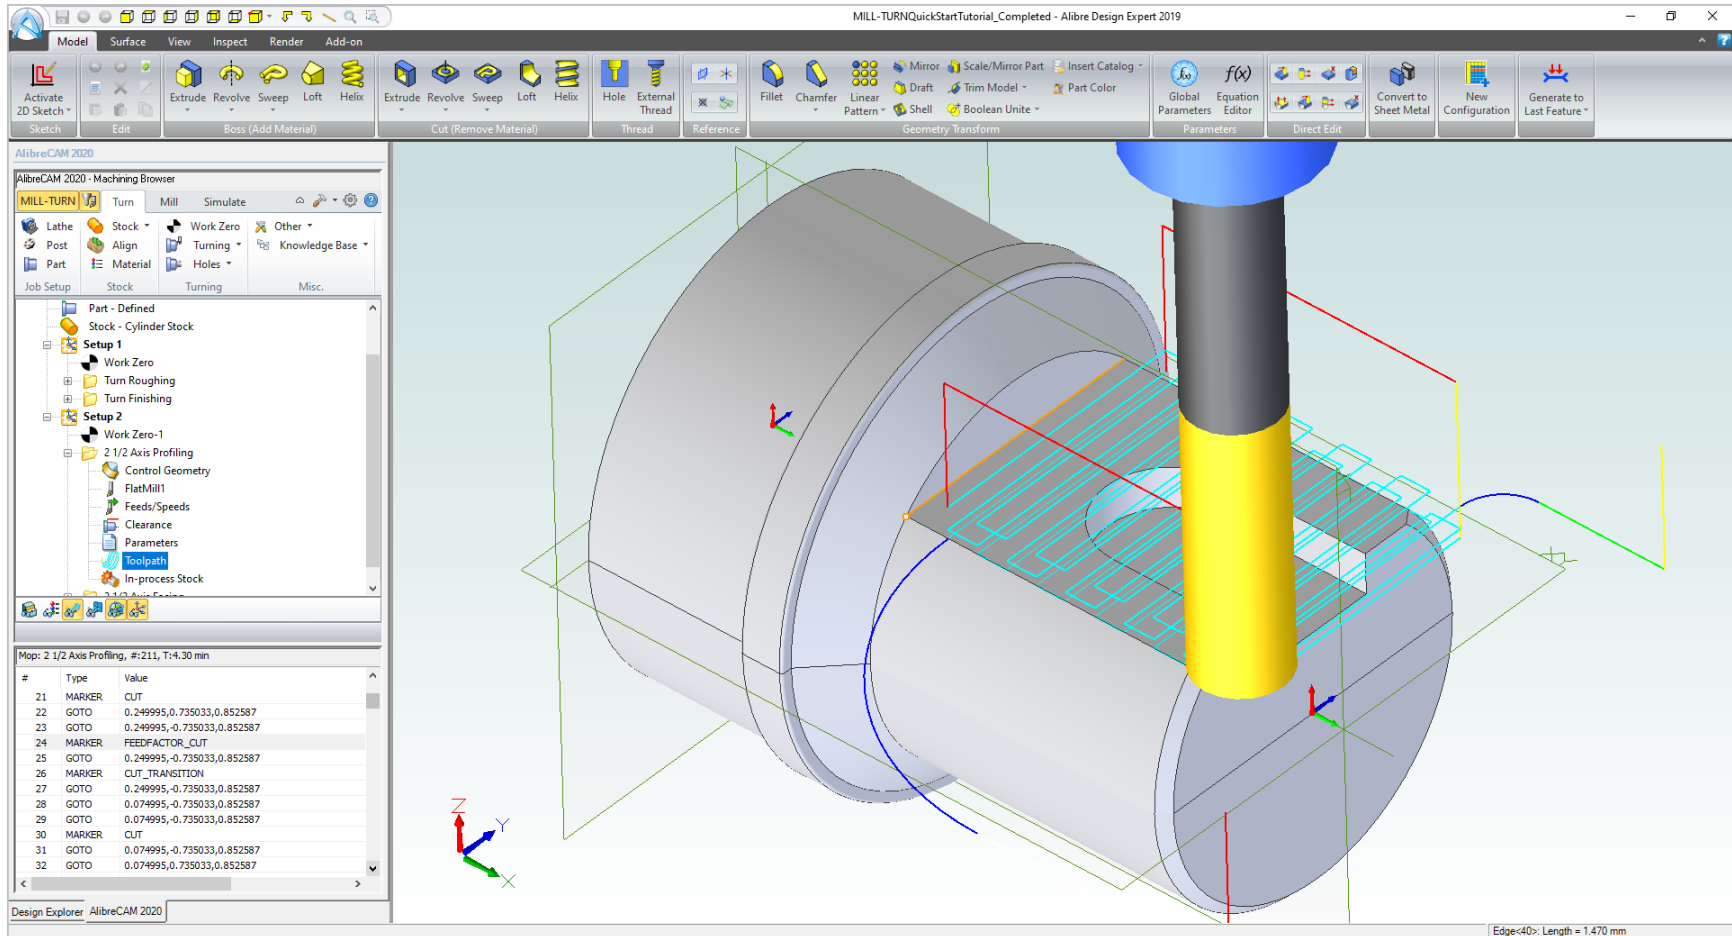 MILL-TURNQuickStartTutorial_Completed - Alibre Design Expert 2019
Model Surface View Inspect Render Add-on
Activate 2D Sketch
Sketch
Edit
Extrude Revolve Sweep Loft Helix
Boss (Add Material)
Extrude Revolve Sweep Loft Helix
Cut (Remove Material)
Hole External Thread
Thread
Reference
Fillet Chamfer Linear Pattern
Mirror Scale/Mirror Part Insert Catalog
Draft Trim Model Part Color
Shell Boolean Unite
Geometry Transform
Global Parameters Equation Editor
Parameters
Direct Edit
Convert to Sheet Metal
New Configuration
Generate to Last Feature
AlibreCAM 2020
AlibreCAM 2020 - Machining Browser
MILL-TURN Turn Mill Simulate
Lathe Stock Work Zero Other
Post Align Turning Knowledge Base
Part Material Holes
Job Setup Stock Turning Misc.
Part - Defined
Stock - Cylinder Stock
Setup 1
Work Zero
Turn Roughing
Turn Finishing
Setup 2
Work Zero-1
2 1/2 Axis Profiling
Control Geometry
FlatMill1
Feeds/Speeds
Clearance
Parameters
Toolpath
In-process Stock
2 1/2 Axis Facing
Mop: 2 1/2 Axis Profiling, #:211, T:4.30 min
# Type Value
21 MARKER CUT
22 GOTO 0.249995,0.735033,0.852587
23 GOTO 0.249995,-0.735033,0.852587
24 MARKER FEEDFACTOR_CUT
25 GOTO 0.249995,-0.735033,0.852587
26 MARKER CUT_TRANSITION
27 GOTO 0.249995,-0.735033,0.852587
28 GOTO 0.074995,-0.735033,0.852587
29 GOTO 0.074995,-0.735033,0.852587
30 MARKER CUT
31 GOTO 0.074995,-0.735033,0.852587
32 GOTO 0.074995,0.735033,0.852587
Design Explorer AlibreCAM 2020
Z
Y
X
Edge<40>: Length = 1.470 mm